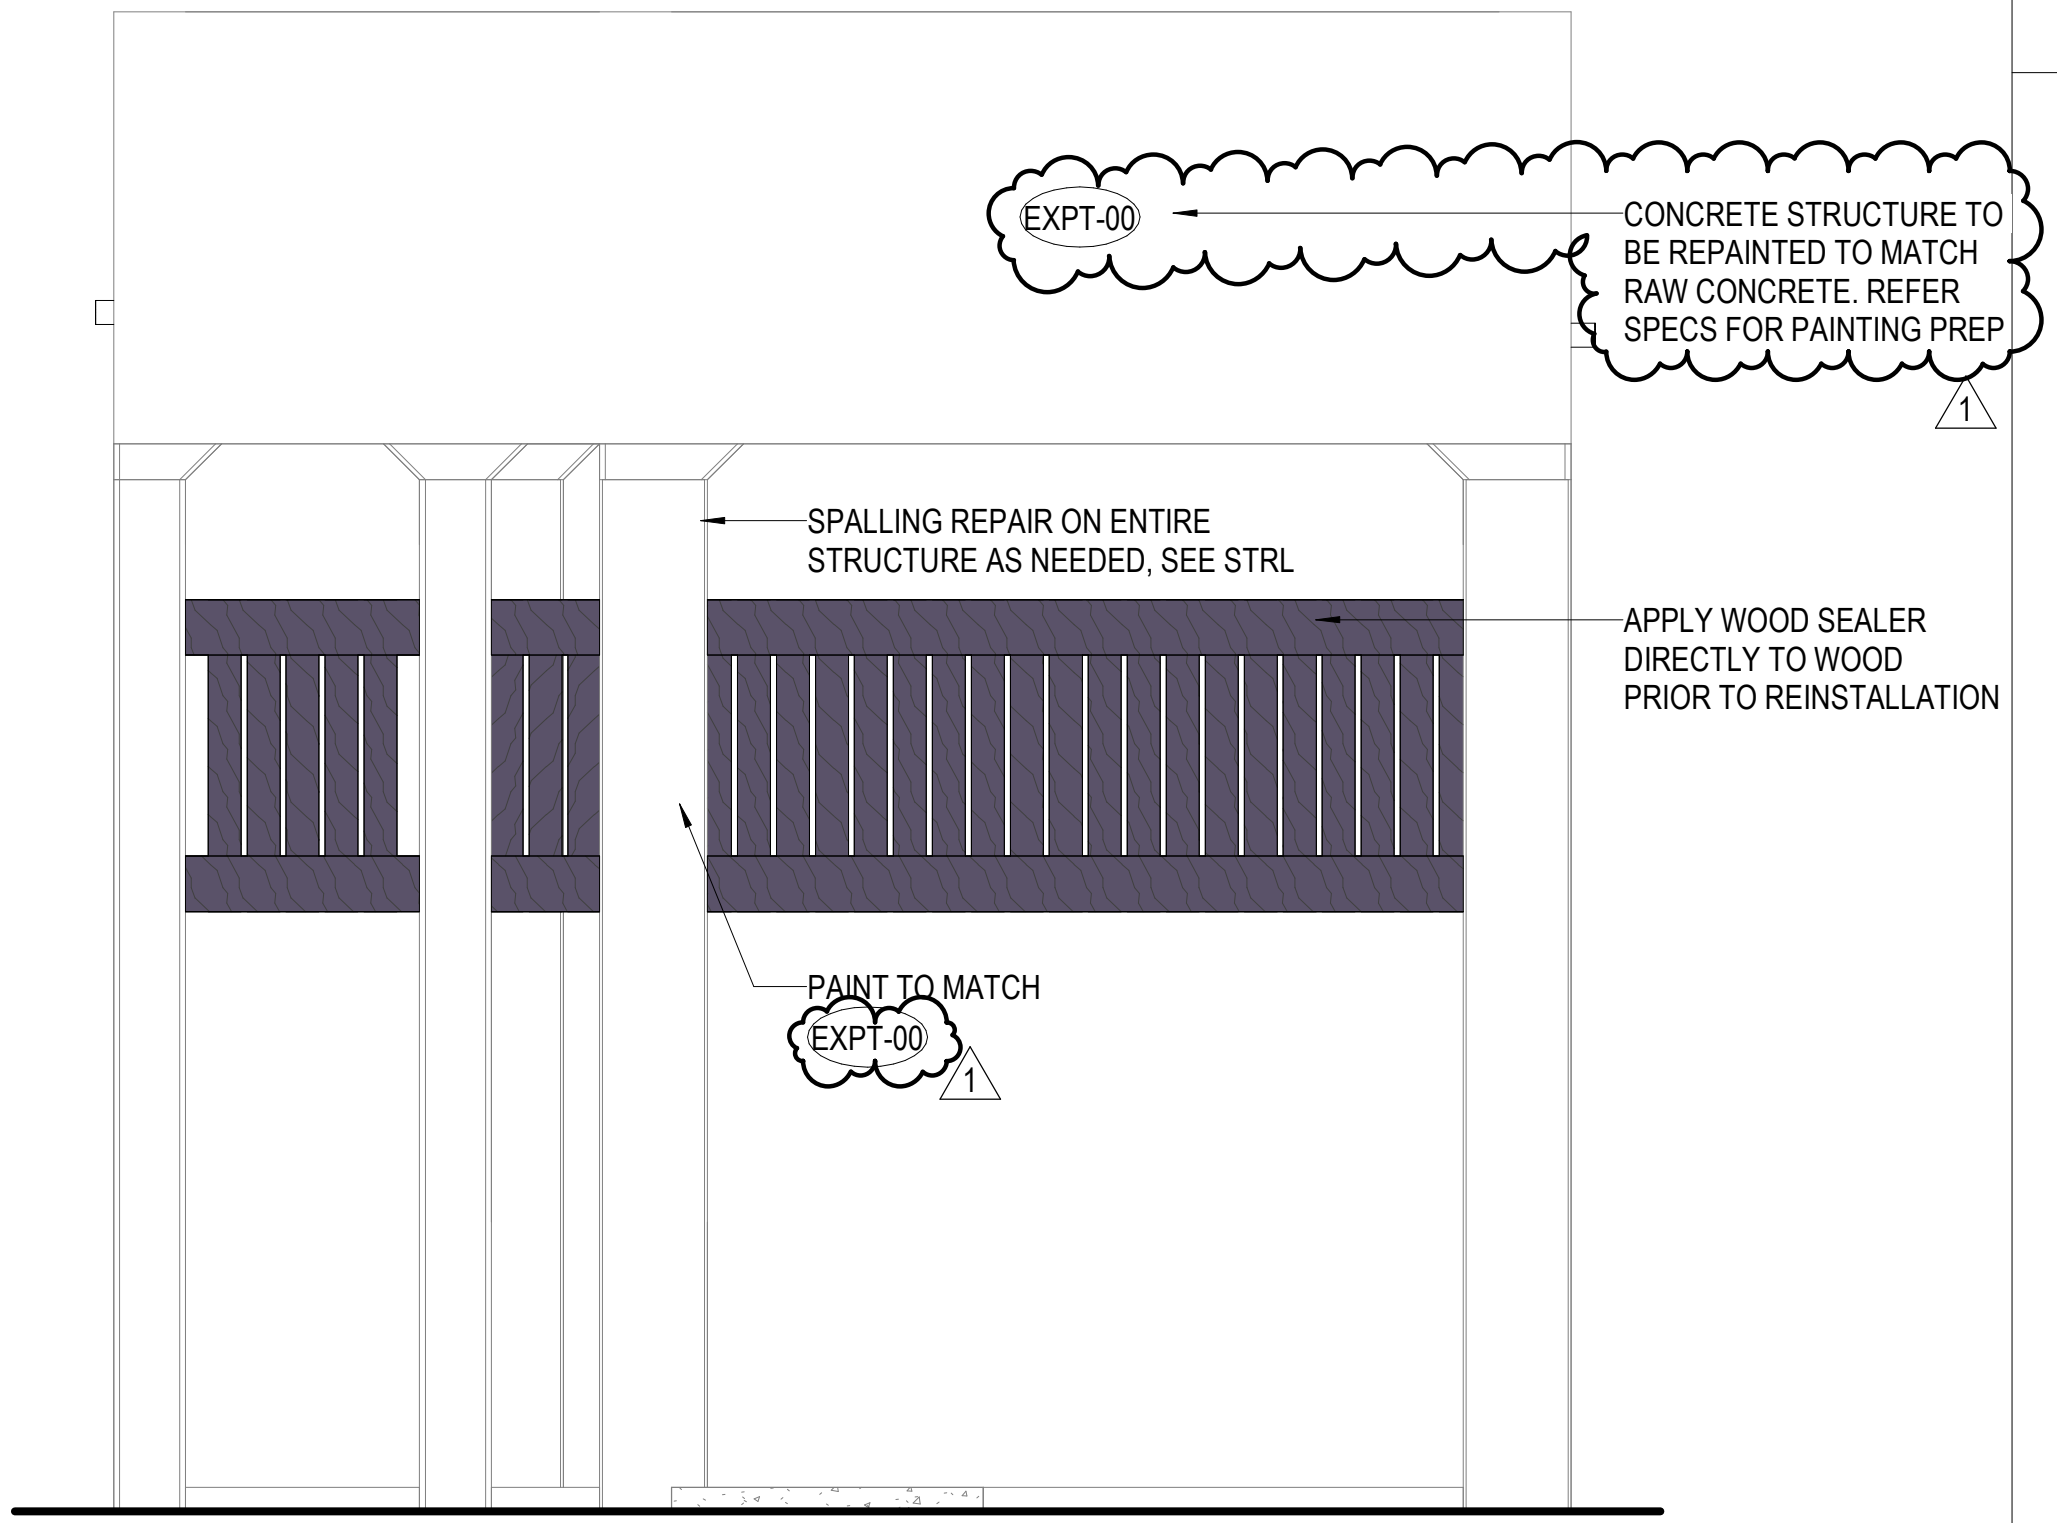 EXPT-00
CONCRETE STRUCTURE TO
BE REPAINTED TO MATCH
RAW CONCRETE. REFER
SPECS FOR PAINTING PREP
1
SPALLING REPAIR ON ENTIRE
STRUCTURE AS NEEDED, SEE STRL
APPLY WOOD SEALER
DIRECTLY TO WOOD
PRIOR TO REINSTALLATION
PAINT TO MATCH
EXPT-00
1